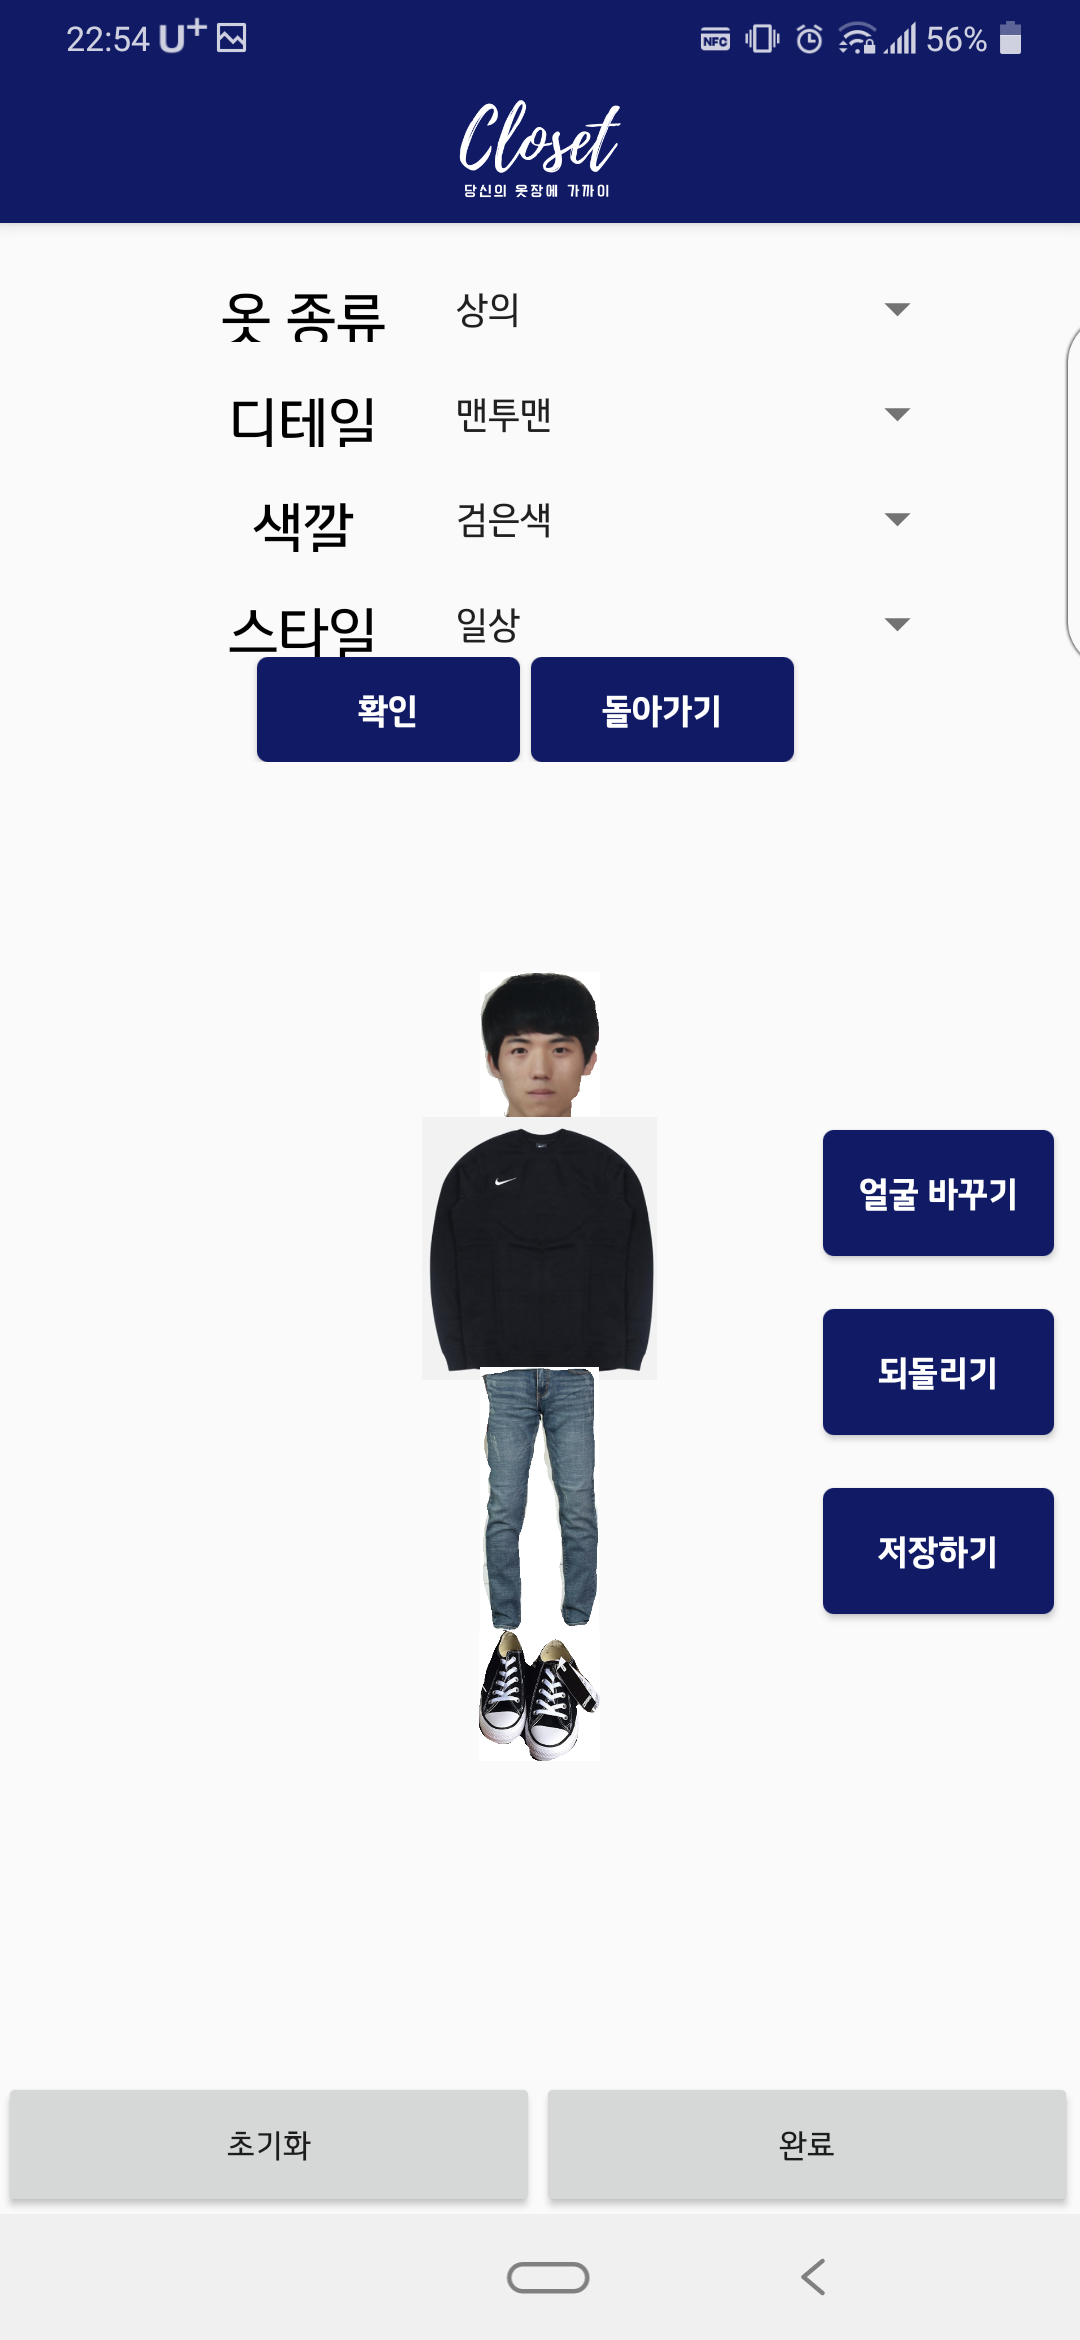 22:54 U+ NFC 56%
Closet
당신의 옷장에 가까이
옷 종류 상의
디테일 맨투맨
색깔 검은색
스타일 일상
확인 돌아가기
얼굴 바꾸기
되돌리기
저장하기
초기화 완료